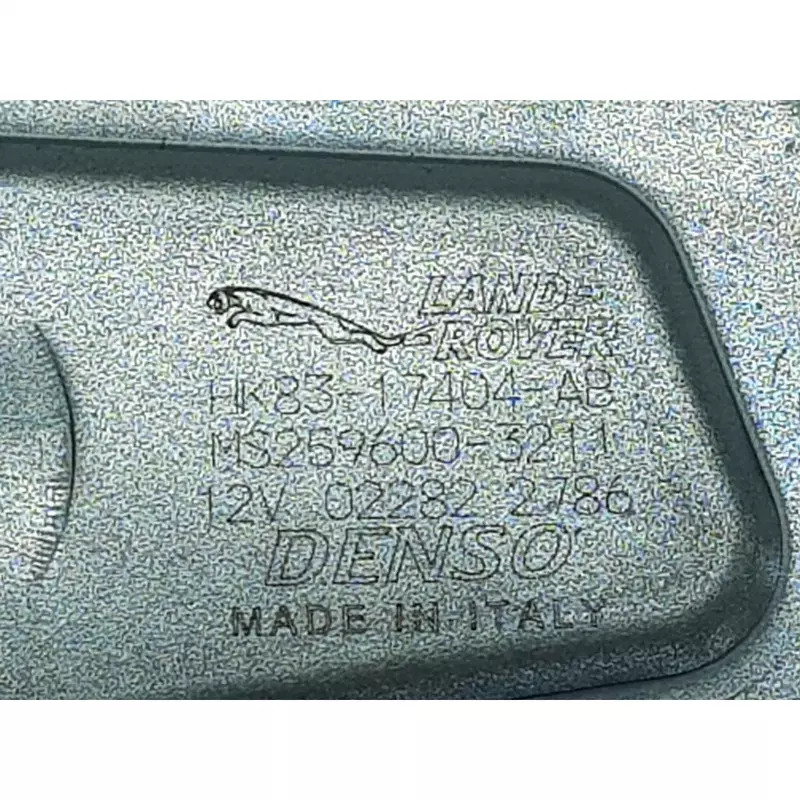 LAND-
-ROVER
HK83-17404-AB
MS259600-3211
12V 02282 2786
DENSO
MADE IN ITALY